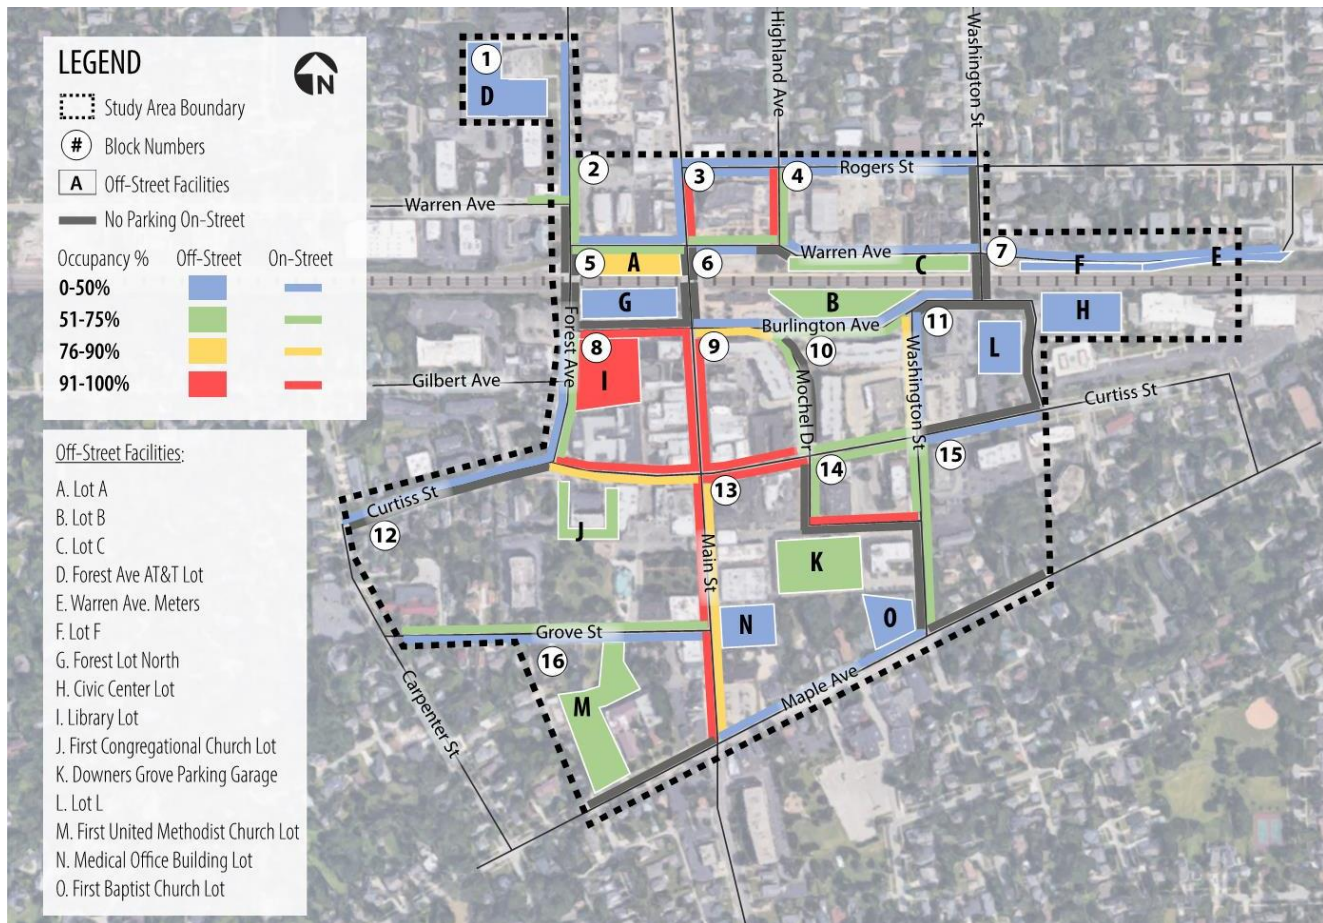 LEGEND
N
Study Area Boundary
# Block Numbers
A Off-Street Facilities
No Parking On-Street
Occupancy % Off-Street On-Street
0-50%
51-75%
76-90%
91-100%
Off-Street Facilities:
A. Lot A
B. Lot B
C. Lot C
D. Forest Ave AT&T Lot
E. Warren Ave. Meters
F. Lot F
G. Forest Lot North
H. Civic Center Lot
I. Library Lot
J. First Congregational Church Lot
K. Downers Grove Parking Garage
L. Lot L
M. First United Methodist Church Lot
N. Medical Office Building Lot
O. First Baptist Church Lot
Highland Ave
Washington St
1
D
2
3
4
Rogers St
Warren Ave
5
A
6
Warren Ave
C
7
F
E
G
B
H
Forest Ave
8
9
Burlington Ave
10
11
L
Gilbert Ave
I
Mochel Dr
Washington St
Curtiss St
Curtiss St
12
J
13
14
15
Main St
K
N
O
Grove St
16
M
Maple Ave
Carpenter St